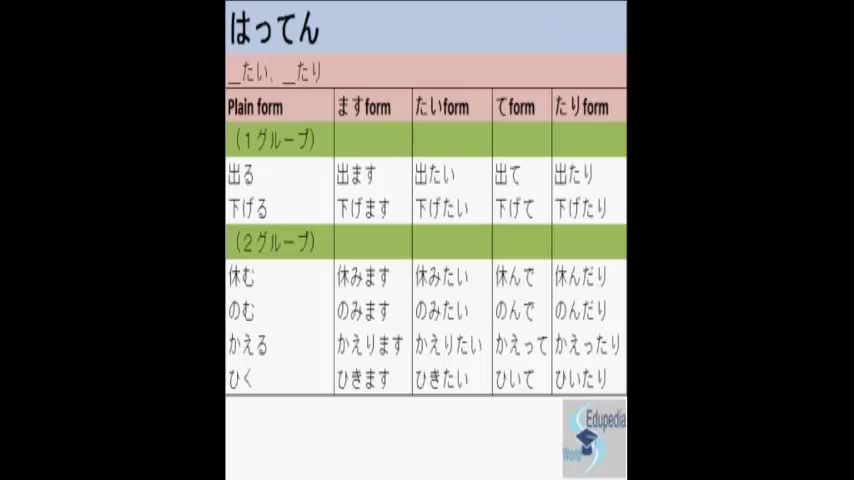 はってん
＿たい、＿たり
Plain form ますform たいform てform たりform
（１グループ）
出る 出ます 出たい 出て 出たり
下げる 下げます 下げたい 下げて 下げたり
（２グループ）
休む 休みます 休みたい 休んで 休んだり
のむ のみます のみたい のんで のんだり
かえる かえります かえりたい かえって かえったり
ひく ひきます ひきたい ひいて ひいたり
Edupedia
World